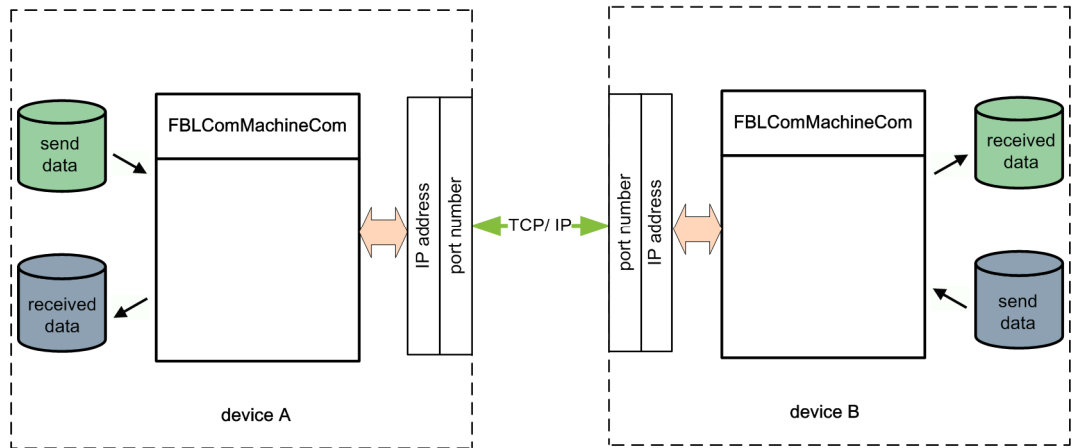 send
data
FBLComMachineCom
received
data
IP address
port number
device A
TCP/ IP
port number
IP address
FBLComMachineCom
received
data
send
data
device B